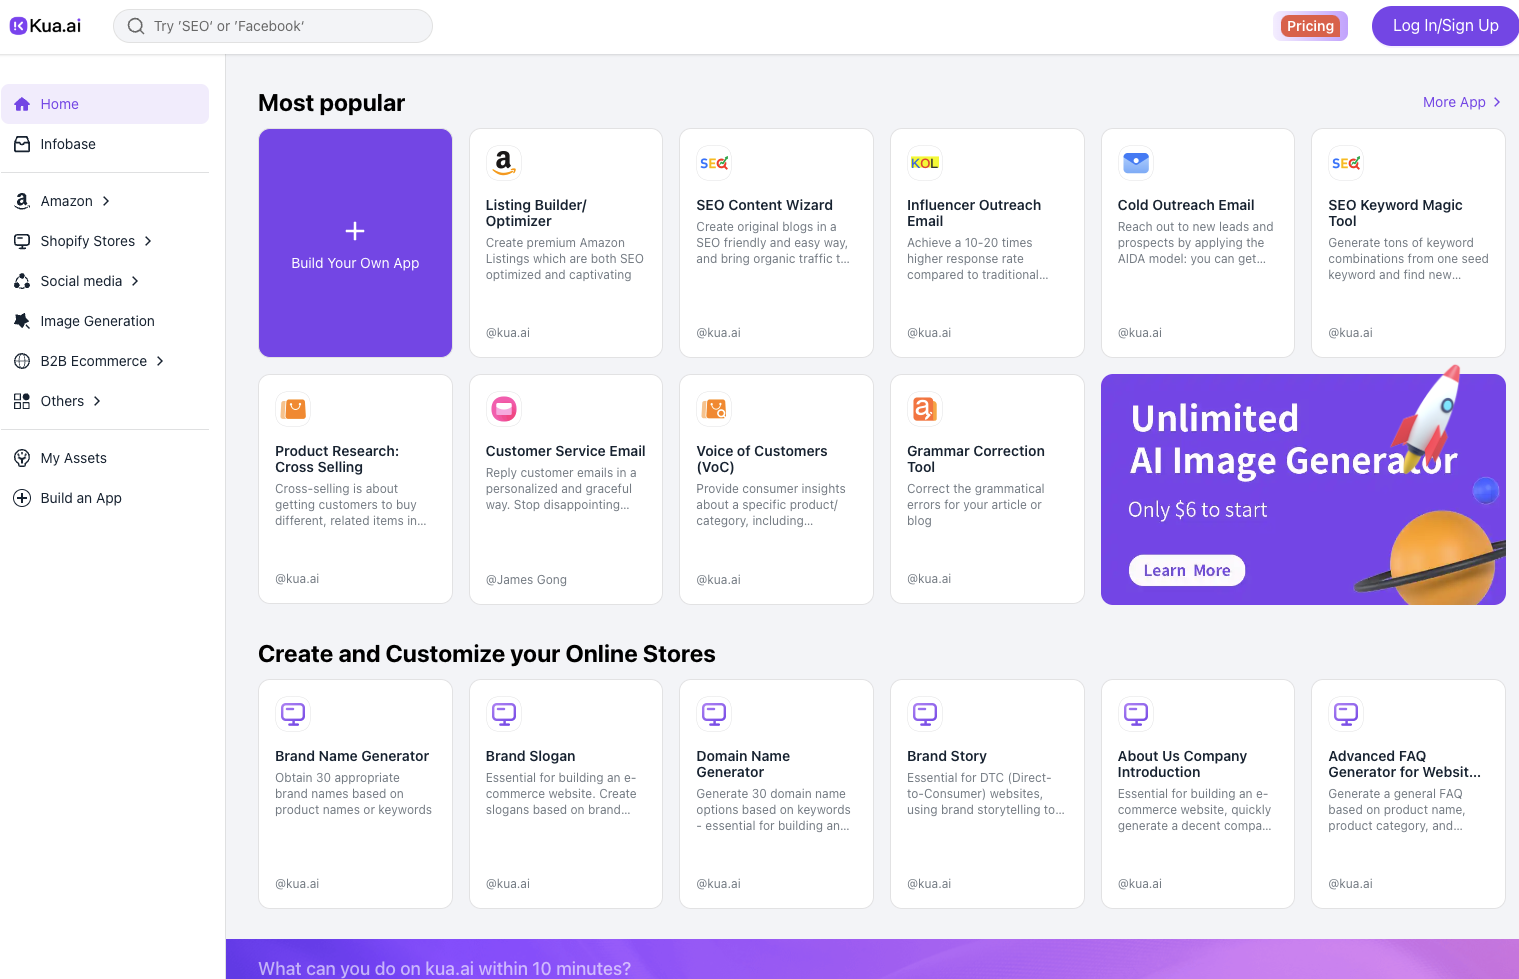 Kua.ai
Try ‘SEO’ or ‘Facebook’
Pricing
Log In/Sign Up
Home
Infobase
Amazon
Shopify Stores
Social media
Image Generation
B2B Ecommerce
Others
My Assets
Build an App
Most popular
More App
Build Your Own App
Listing Builder/
Optimizer
Create premium Amazon
Listings which are both SEO
optimized and captivating
@kua.ai
SEO
SEO Content Wizard
Create original blogs in a
SEO friendly and easy way,
and bring organic traffic t...
@kua.ai
KOL
Influencer Outreach
Email
Achieve a 10-20 times
higher response rate
compared to traditional...
@kua.ai
Cold Outreach Email
Reach out to new leads and
prospects by applying the
AIDA model: you can get...
@kua.ai
SEO
SEO Keyword Magic
Tool
Generate tons of keyword
combinations from one seed
keyword and find new...
@kua.ai
Product Research:
Cross Selling
Cross-selling is about
getting customers to buy
different, related items in...
@kua.ai
Customer Service Email
Reply customer emails in a
personalized and graceful
way. Stop disappointing...
@James Gong
Voice of Customers
(VoC)
Provide consumer insights
about a specific product/
category, including...
@kua.ai
Grammar Correction
Tool
Correct the grammatical
errors for your article or
blog
@kua.ai
Unlimited
AI Image Generator
Only $6 to start
Learn More
Create and Customize your Online Stores
Brand Name Generator
Obtain 30 appropriate
brand names based on
product names or keywords
@kua.ai
Brand Slogan
Essential for building an e-
commerce website. Create
slogans based on brand...
@kua.ai
Domain Name
Generator
Generate 30 domain name
options based on keywords
- essential for building an...
@kua.ai
Brand Story
Essential for DTC (Direct-
to-Consumer) websites,
using brand storytelling to...
@kua.ai
About Us Company
Introduction
Essential for building an e-
commerce website, quickly
generate a decent compa...
@kua.ai
Advanced FAQ
Generator for Websit...
Generate a general FAQ
based on product name,
product category, and...
@kua.ai
What can you do on kua.ai within 10 minutes?